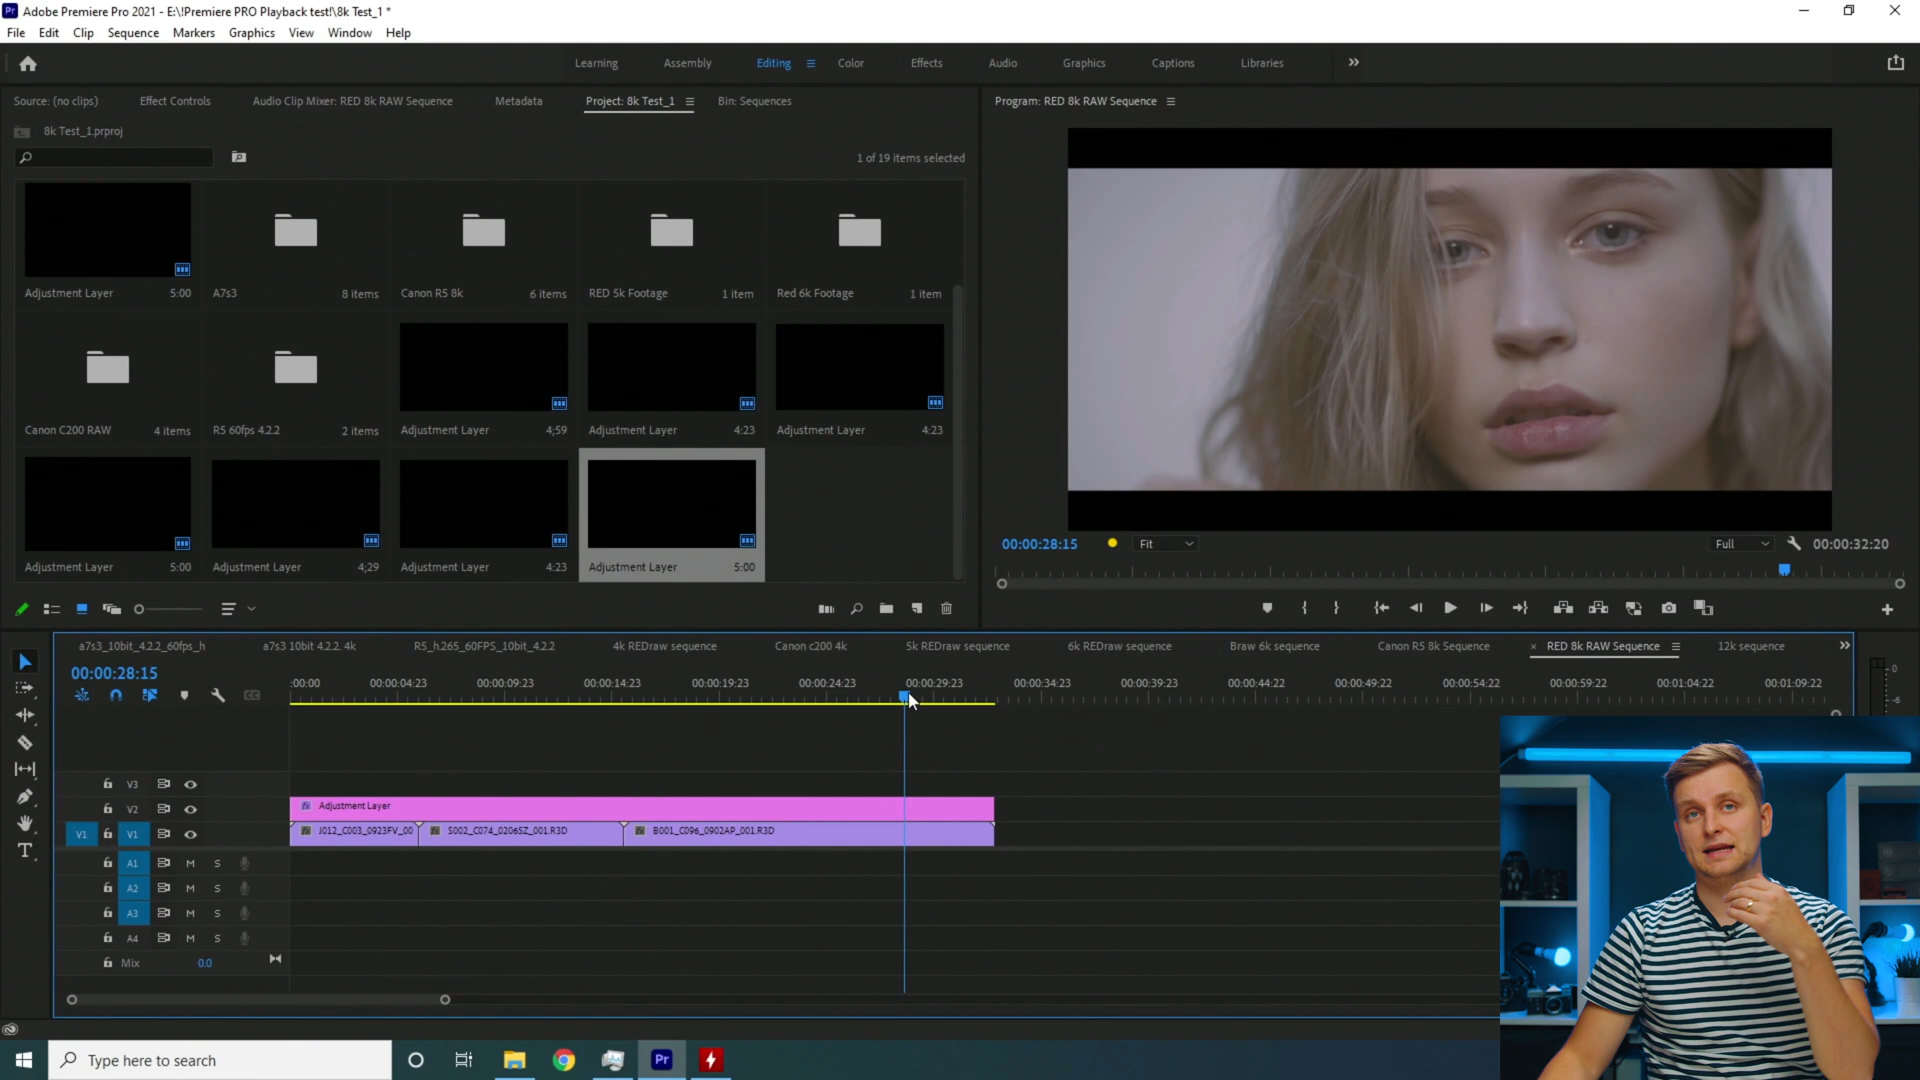 Adobe Premiere Pro 2021 - E:\!Premiere PRO Playback test!\8k Test_1 *
File Edit Clip Sequence Markers Graphics View Window Help
Learning Assembly Editing Color Effects Audio Graphics Captions Libraries
Source: (no clips) Effect Controls Audio Clip Mixer: RED 8k RAW Sequence Metadata Project: 8k Test_1 Bin: Sequences
Program: RED 8k RAW Sequence
8k Test_1.prproj
1 of 19 items selected
Adjustment Layer 5:00
A7s3 8 items
Canon R5 8k 6 items
RED 5k Footage 1 item
Red 6k Footage 1 item
Canon C200 RAW 4 items
R5 60fps 4.2.2 2 items
Adjustment Layer 4;59
Adjustment Layer 4:23
Adjustment Layer 4:23
Adjustment Layer 5:00
Adjustment Layer 4;29
Adjustment Layer 4:23
Adjustment Layer 5:00
00:00:28:15 Fit Full 00:00:32:20
a7s3_10bit_4.2.2_60fps_h a7s3 10bit 4.2.2. 4k R5_h.265_60FPS_10bit_4.2.2 4k REDraw sequence Canon c200 4k 5k REDraw sequence 6k REDraw sequence Braw 6k sequence Canon R5 8k Sequence × RED 8k RAW Sequence 12k sequence
00:00:28:15
:00:00 00:00:04:23 00:00:09:23 00:00:14:23 00:00:19:23 00:00:24:23 00:00:29:23 00:00:34:23 00:00:39:23 00:00:44:22 00:00:49:22 00:00:54:22 00:00:59:22 00:01:04:22 00:01:09:22
0
-6
V3
V2
Adjustment Layer
V1 V1
J012_C003_0923FV_00 S002_C074_0206SZ_001.R3D B001_C096_0902AP_001.R3D
A1 M S
A2 M S
A3 M S
A4 M S
Mix 0.0
Type here to search
Pr